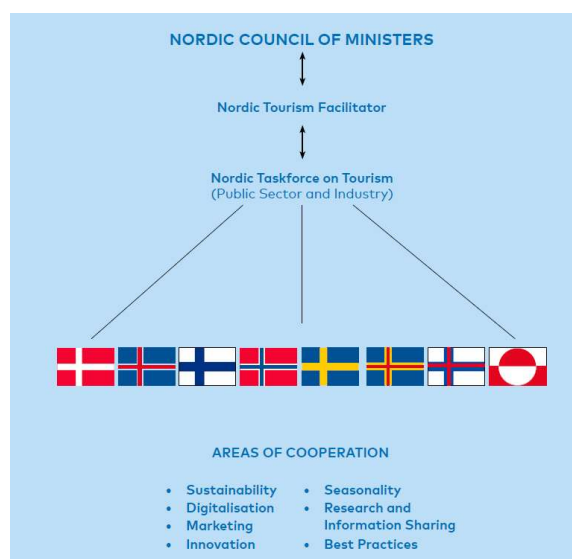 NORDIC COUNCIL OF MINISTERS
Nordic Tourism Facilitator
Nordic Taskforce on Tourism
(Public Sector and Industry)
AREAS OF COOPERATION
• Sustainability
• Digitalisation
• Marketing
• Innovation
• Seasonality
• Research and
Information Sharing
• Best Practices